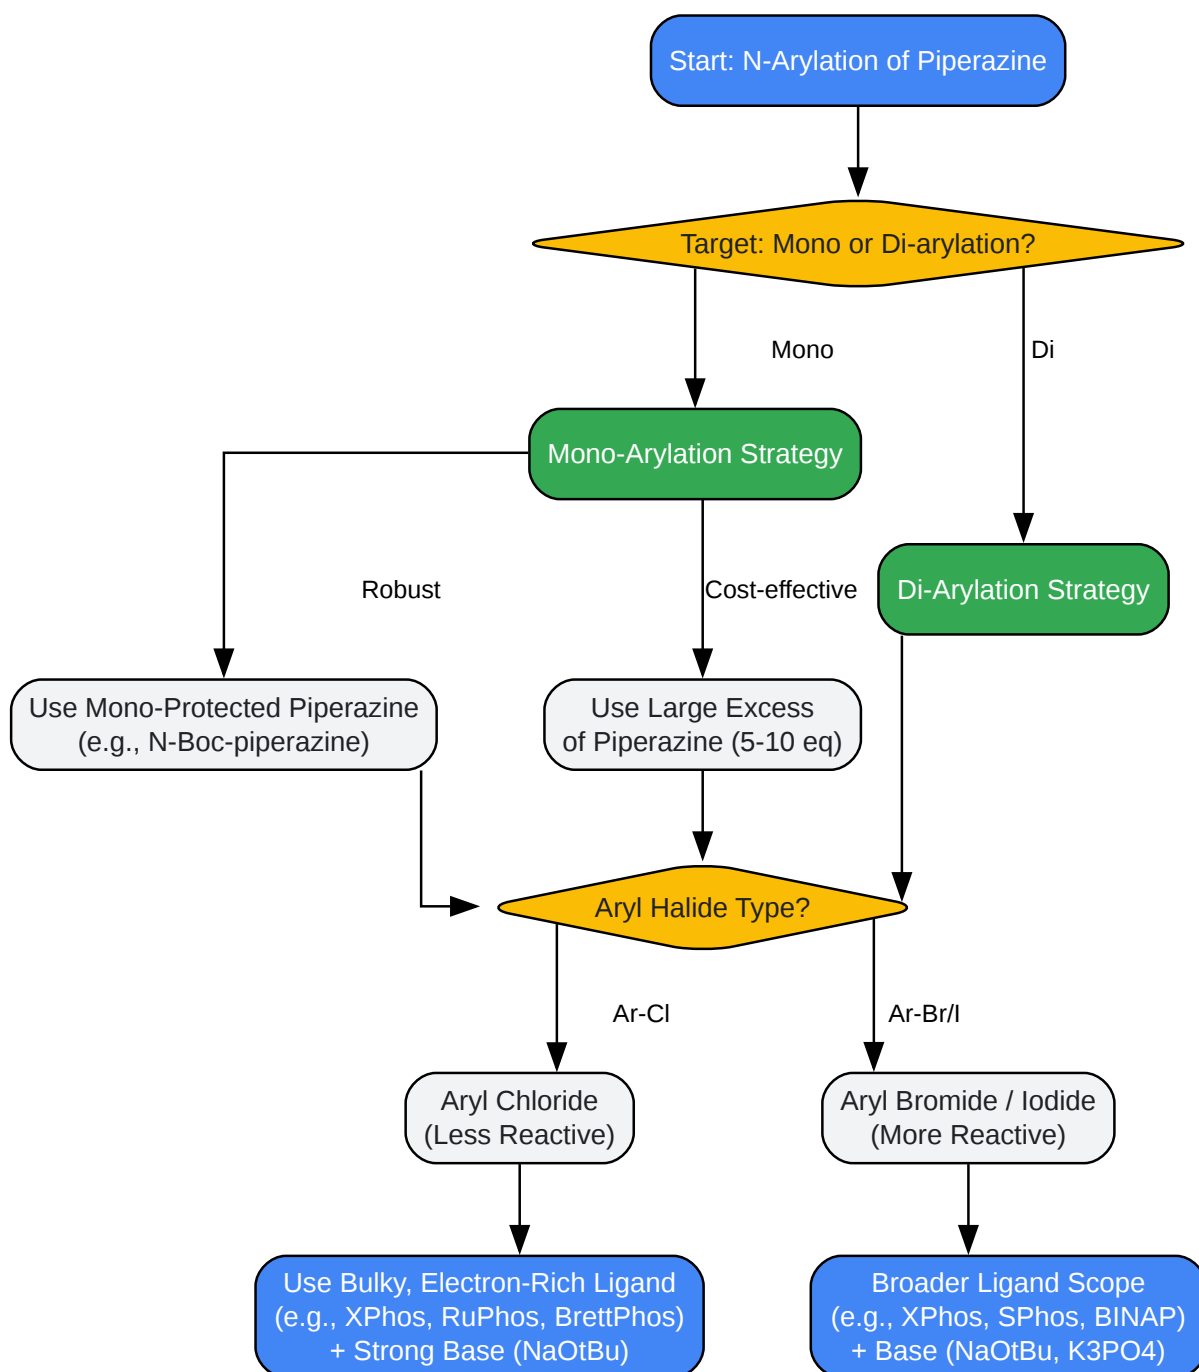 Start: N-Arylation of Piperazine
Target: Mono or Di-arylation?
Mono
Di
Mono-Arylation Strategy
Robust
Cost-effective
Di-Arylation Strategy
Use Mono-Protected Piperazine
(e.g., N-Boc-piperazine)
Use Large Excess
of Piperazine (5-10 eq)
Aryl Halide Type?
Ar-Cl
Ar-Br/I
Aryl Chloride
(Less Reactive)
Aryl Bromide / Iodide
(More Reactive)
Use Bulky, Electron-Rich Ligand
(e.g., XPhos, RuPhos, BrettPhos)
+ Strong Base (NaOtBu)
Broader Ligand Scope
(e.g., XPhos, SPhos, BINAP)
+ Base (NaOtBu, K3PO4)